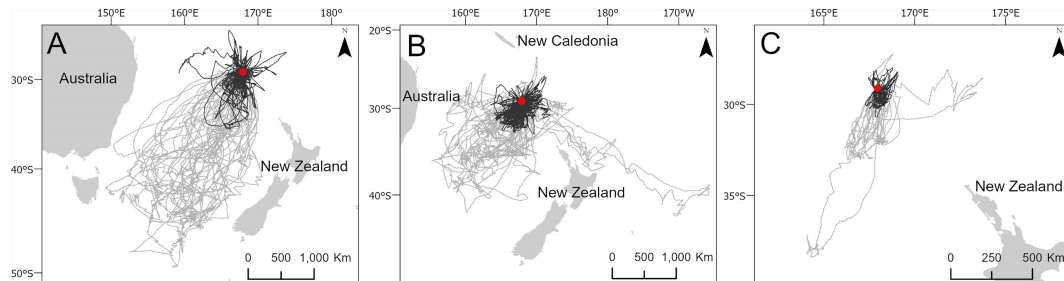 150°E 160°E 170°E 180°
A
N
Australia
30°S
40°S
50°S
New Zealand
0 500 1,000 Km
160°E 170°E 180° 170°W
20°S
B
N
New Caledonia
Australia
30°S
40°S
New Zealand
0 500 1,000 Km
165°E 170°E 175°E
C
N
30°S
35°S
New Zealand
0 250 500 Km